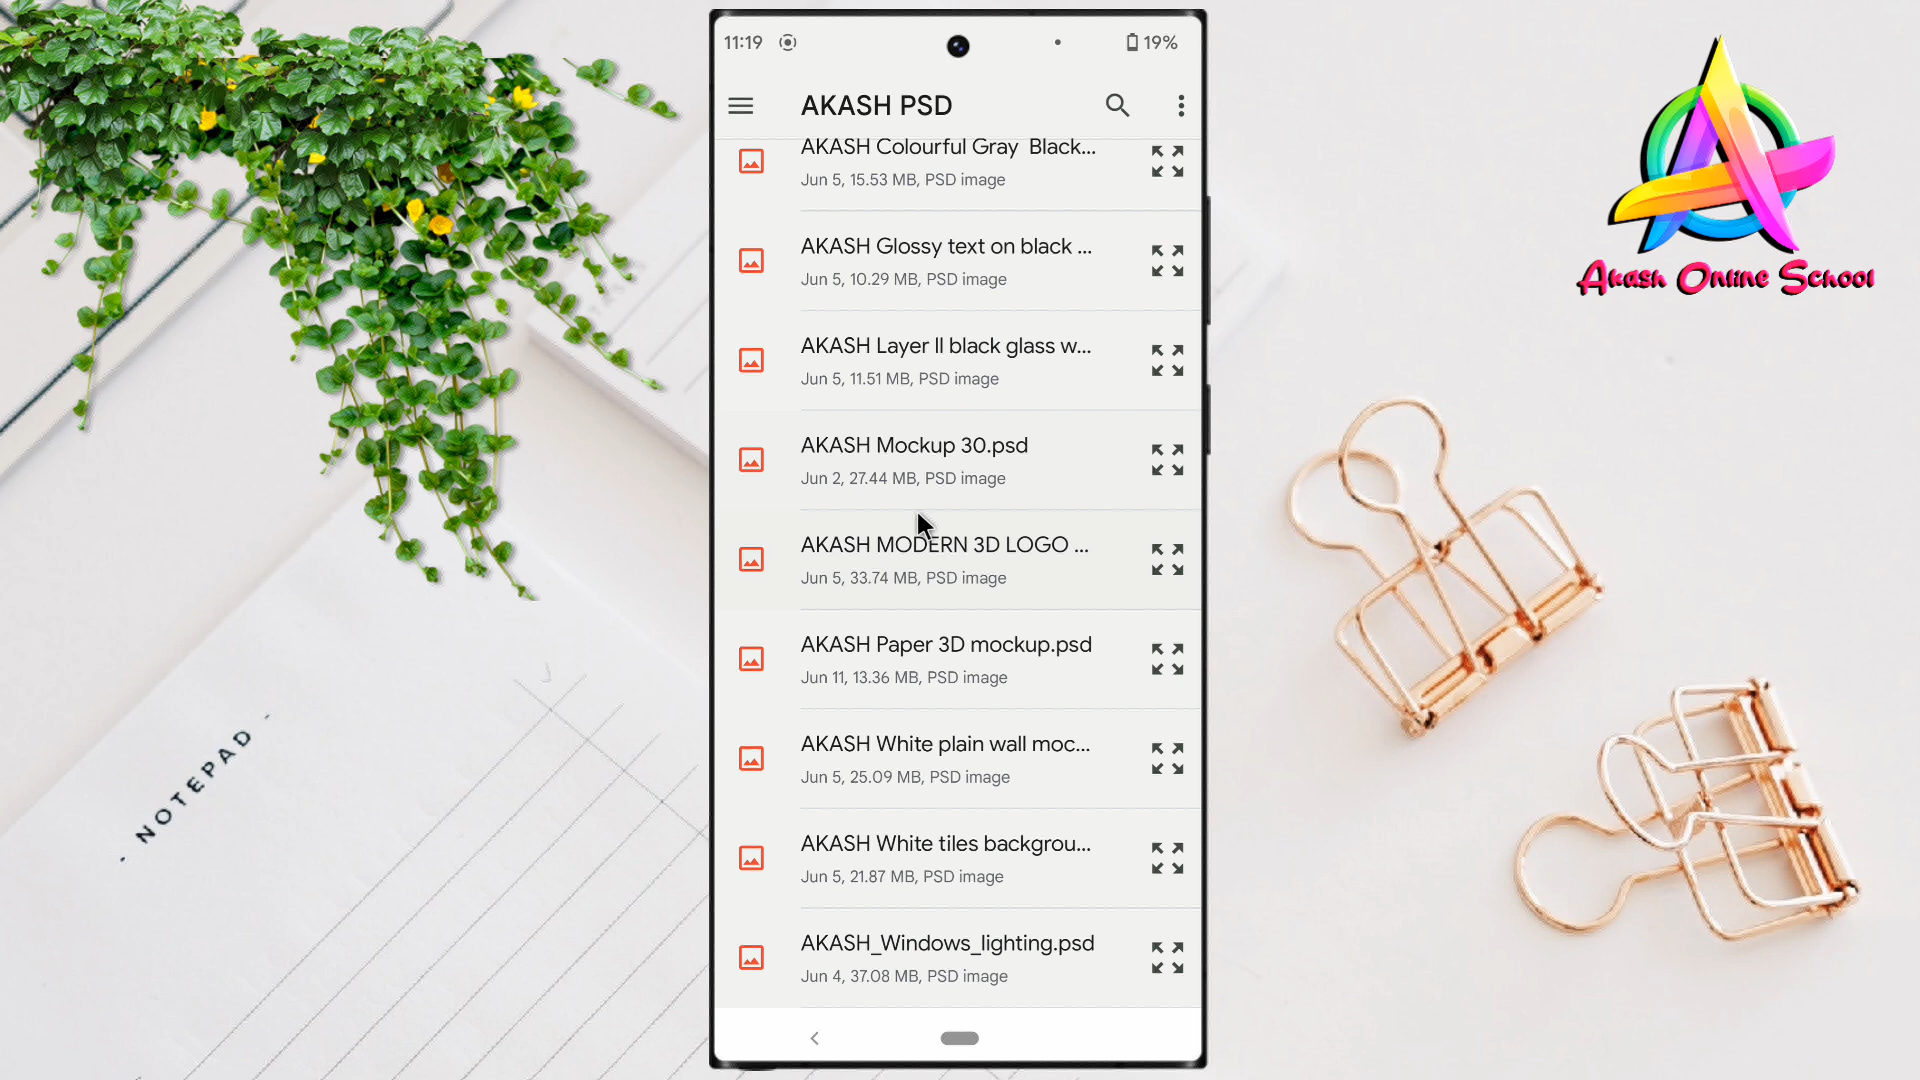 11:19
19%
AKASH PSD
AKASH Colourful Gray Black...
Jun 5, 15.53 MB, PSD image
AKASH Glossy text on black ...
Jun 5, 10.29 MB, PSD image
AKASH Layer II black glass w...
Jun 5, 11.51 MB, PSD image
AKASH Mockup 30.psd
Jun 2, 27.44 MB, PSD image
AKASH MODERN 3D LOGO ...
Jun 5, 33.74 MB, PSD image
AKASH Paper 3D mockup.psd
Jun 11, 13.36 MB, PSD image
AKASH White plain wall moc...
Jun 5, 25.09 MB, PSD image
AKASH White tiles backgrou...
Jun 5, 21.87 MB, PSD image
AKASH_Windows_lighting.psd
Jun 4, 37.08 MB, PSD image
Akash Online School
- NOTEPAD -